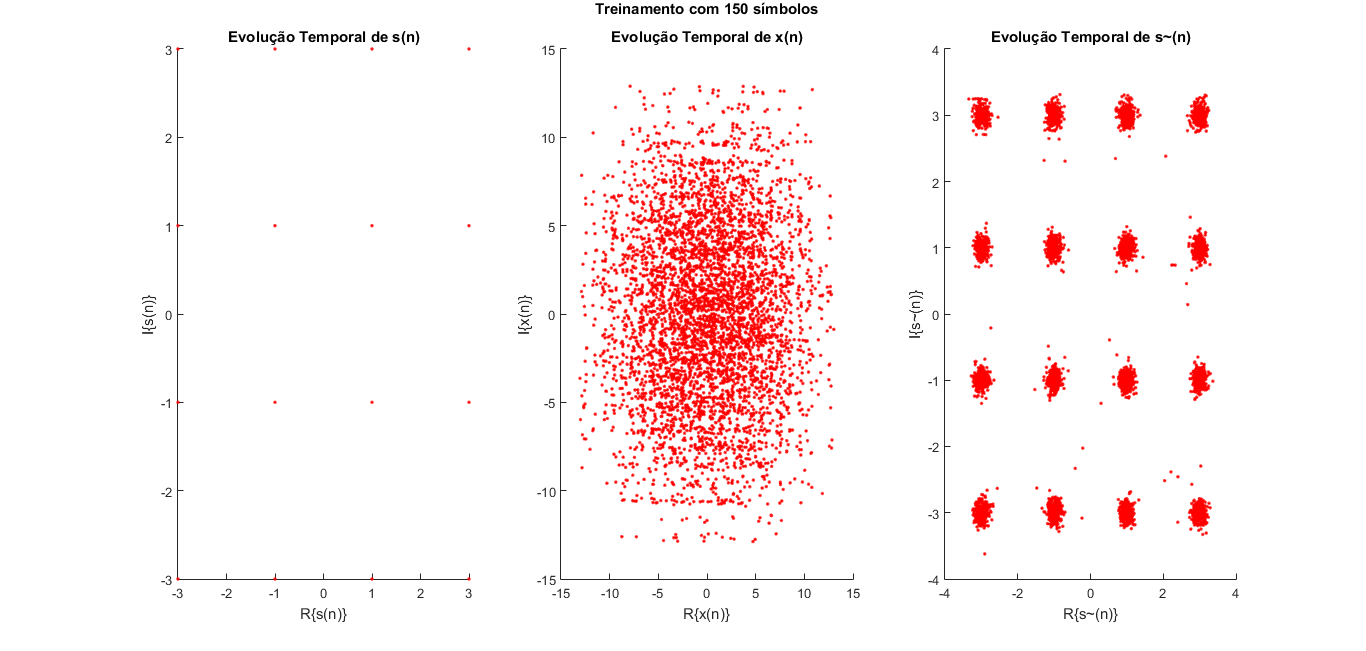 Treinamento com 150 símbolos
Evolução Temporal de s(n)
3
2
1
0
-1
-2
-3
I{s(n)}
-3 -2 -1 0 1 2 3
R{s(n)}
Evolução Temporal de x(n)
15
10
5
0
-5
-10
-15
I{x(n)}
-15 -10 -5 0 5 10 15
R{x(n)}
Evolução Temporal de s~(n)
4
3
2
1
0
-1
-2
-3
-4
I{s~(n)}
-4 -2 0 2 4
R{s~(n)}